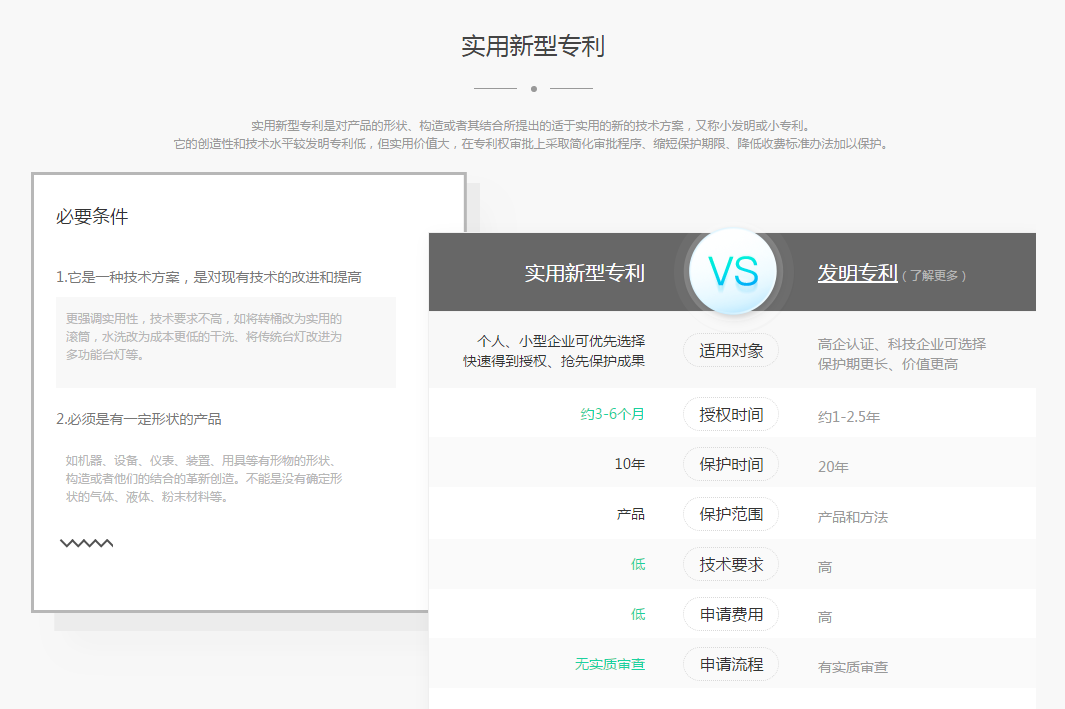 实用新型专利
实用新型专利是对产品的形状、构造或者其结合所提出的适于实用的新的技术方案，又称小发明或小专利。
它的创造性和技术水平较发明专利低，但实用价值大，在专利权审批上采取简化审批程序、缩短保护期限、降低收费标准办法加以保护。
必要条件
1.它是一种技术方案，是对现有技术的改进和提高
更强调实用性，技术要求不高，如将转桶改为实用的
滚筒，水洗改为成本更低的干洗、将传统台灯改进为
多功能台灯等。
2.必须是有一定形状的产品
如机器、设备、仪表、装置、用具等有形物的形状、
构造或者他们的结合的革新创造。不能是没有确定形
状的气体、液体、粉末材料等。
实用新型专利 VS 发明专利（了解更多）
个人、小型企业可优先选择
快速得到授权、抢先保护成果
适用对象
高企认证、科技企业可选择
保护期更长、价值更高
约3-6个月 授权时间 约1-2.5年
10年 保护时间 20年
产品 保护范围 产品和方法
低 技术要求 高
低 申请费用 高
无实质审查 申请流程 有实质审查